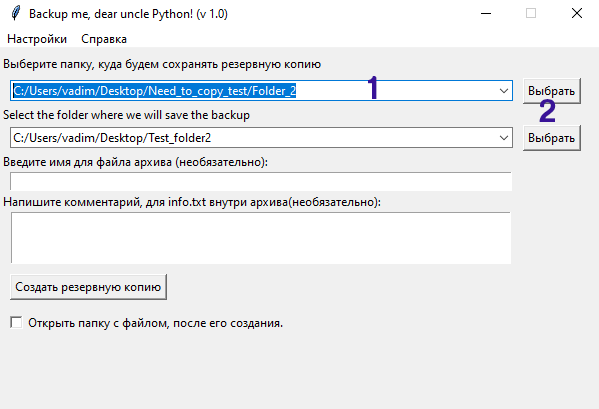 Backup me, dear uncle Python! (v 1.0)
Настройки Справка
Выберите папку, куда будем сохранять резервную копию
C:/Users/vadim/Desktop/Need_to_copy_test/Folder_2 1 Выбрать
2
Select the folder where we will save the backup
C:/Users/vadim/Desktop/Test_folder2 Выбрать
Введите имя для файла архива (необязательно):
Напишите комментарий, для info.txt внутри архива(необязательно):
Создать резервную копию
Открыть папку с файлом, после его создания.